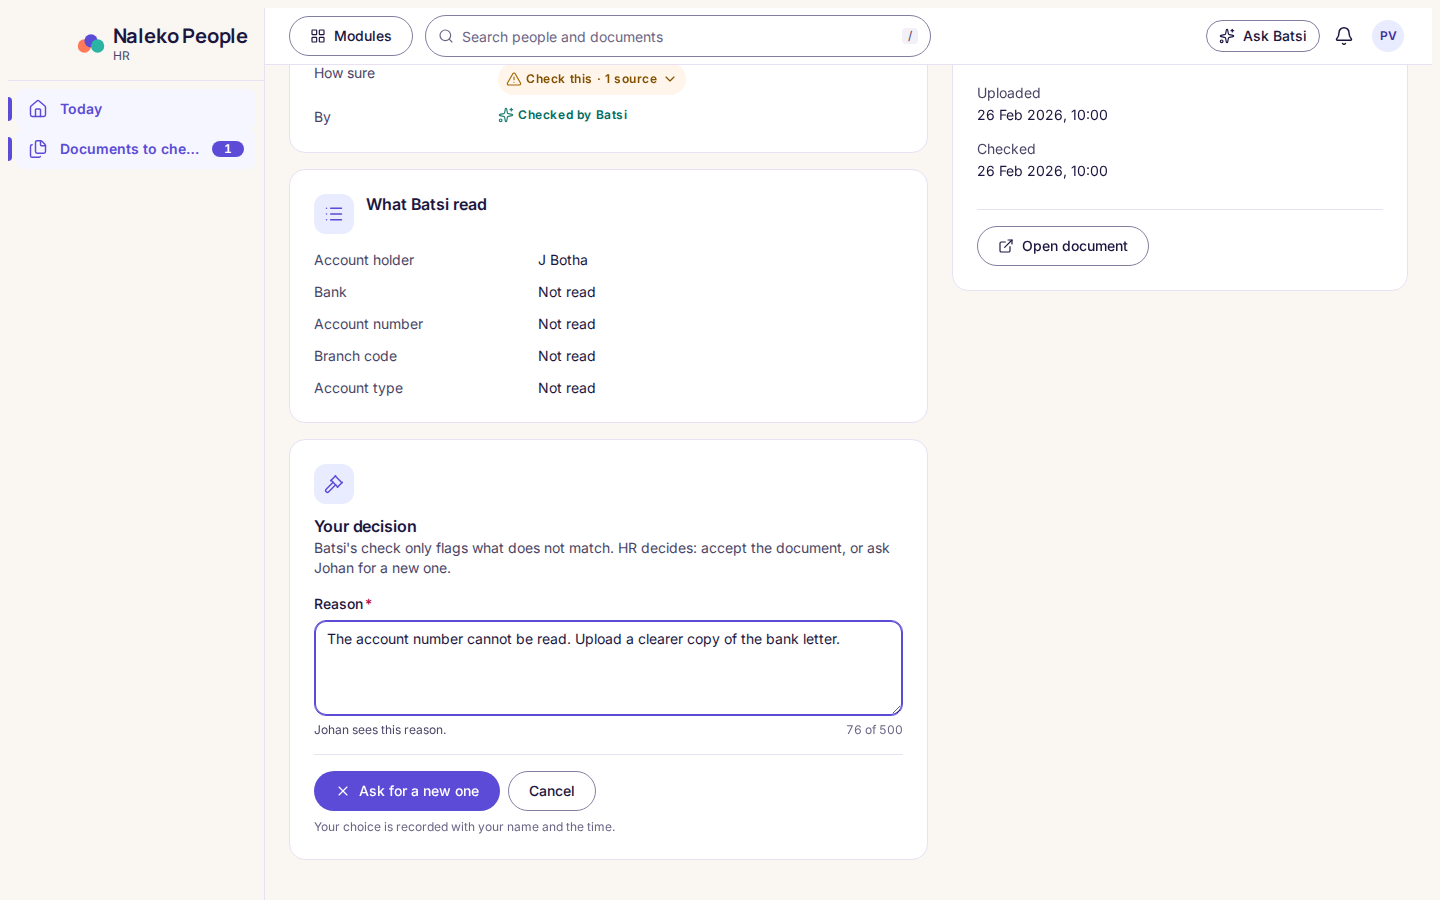 Naleko People
HR
Modules
Search people and documents
/
Ask Batsi
PV
Today
Documents to che...
1
How sure
Check this · 1 source
By
Checked by Batsi
What Batsi read
Account holder
J Botha
Bank
Not read
Account number
Not read
Branch code
Not read
Account type
Not read
Your decision
Batsi's check only flags what does not match. HR decides: accept the document, or ask
Johan for a new one.
Reason*
The account number cannot be read. Upload a clearer copy of the bank letter.
Johan sees this reason.
76 of 500
Ask for a new one
Cancel
Your choice is recorded with your name and the time.
Uploaded
26 Feb 2026, 10:00
Checked
26 Feb 2026, 10:00
Open document